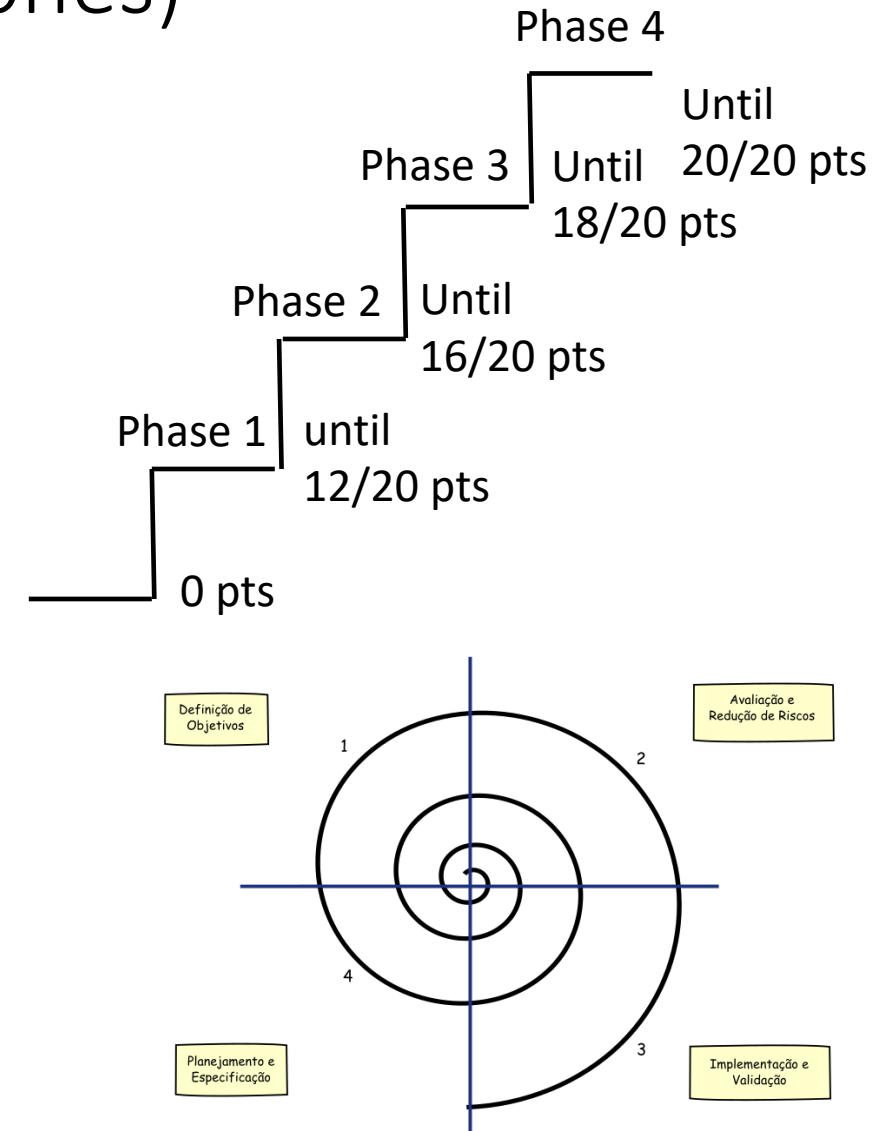 ones)
Phase 4
Until
20/20 pts
Phase 3
Until
18/20 pts
Phase 2
Until
16/20 pts
Phase 1
until
12/20 pts
0 pts
Definição de
Objetivos
Avaliação e
Redução de Riscos
1
2
4
3
Planejamento e
Especificação
Implementação e
Validação